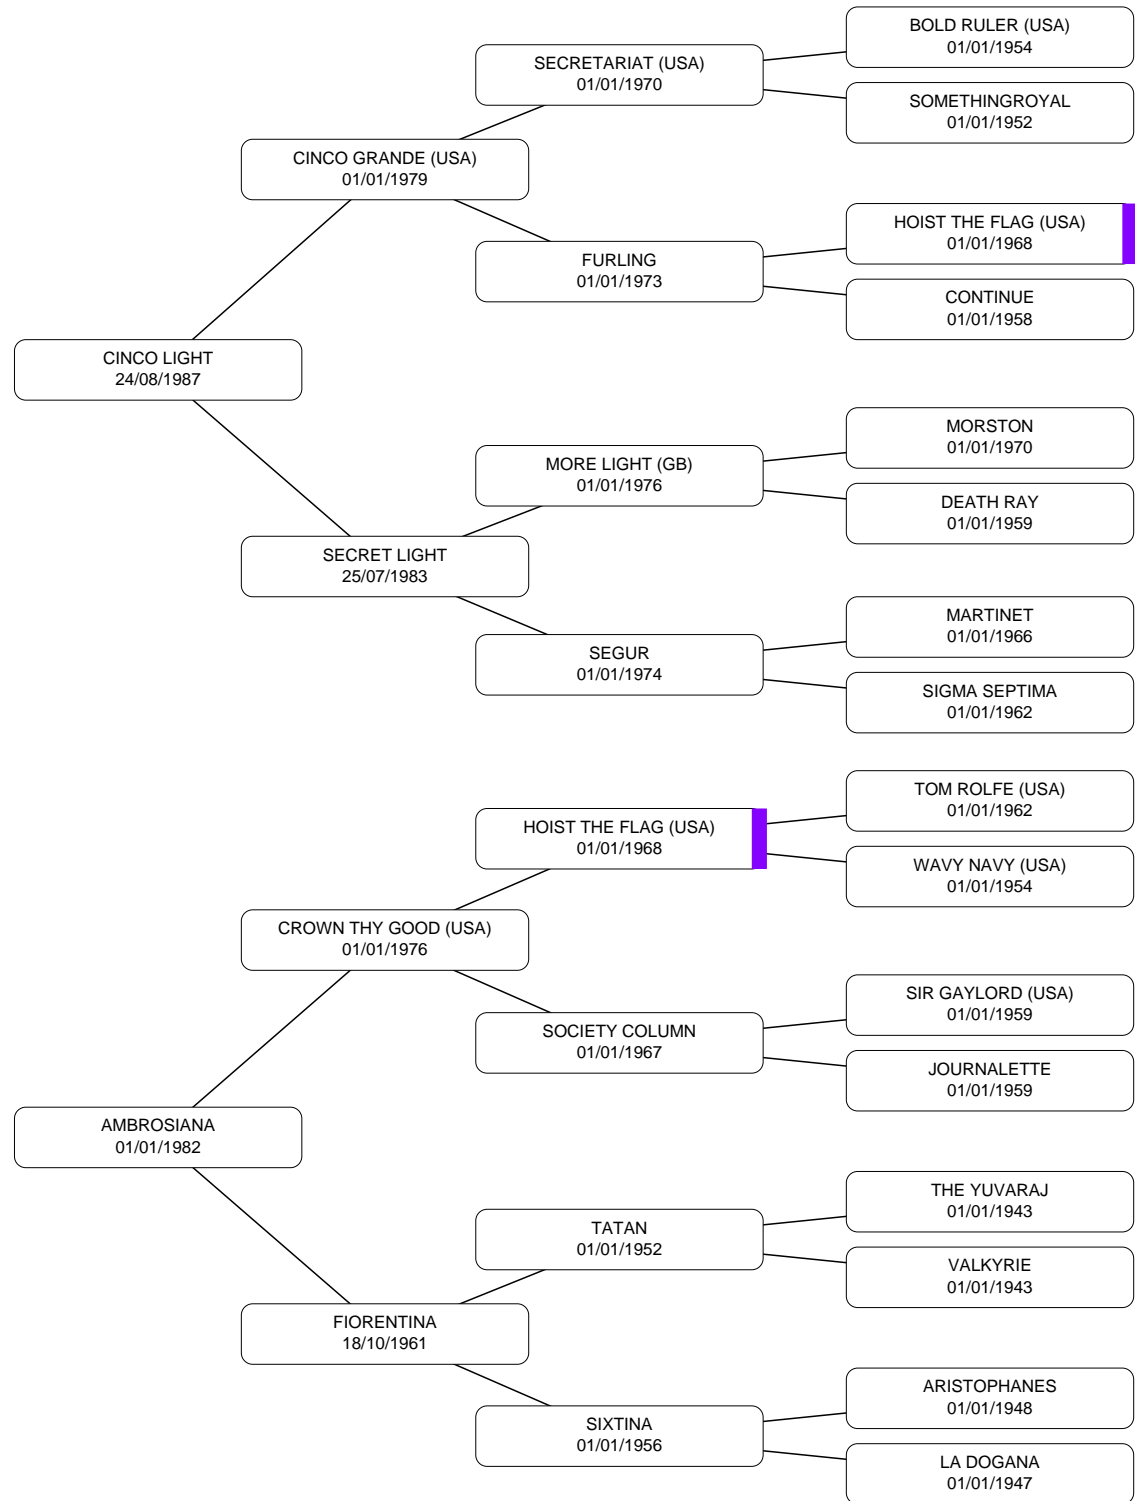 BOLD RULER (USA)
01/01/1954
SECRETARIAT (USA)
01/01/1970
SOMETHINGROYAL
01/01/1952
CINCO GRANDE (USA)
01/01/1979
HOIST THE FLAG (USA)
01/01/1968
FURLING
01/01/1973
CONTINUE
01/01/1958
CINCO LIGHT
24/08/1987
MORSTON
01/01/1970
MORE LIGHT (GB)
01/01/1976
DEATH RAY
01/01/1959
SECRET LIGHT
25/07/1983
MARTINET
01/01/1966
SEGUR
01/01/1974
SIGMA SEPTIMA
01/01/1962
TOM ROLFE (USA)
01/01/1962
HOIST THE FLAG (USA)
01/01/1968
WAVY NAVY (USA)
01/01/1954
CROWN THY GOOD (USA)
01/01/1976
SIR GAYLORD (USA)
01/01/1959
SOCIETY COLUMN
01/01/1967
JOURNALETTE
01/01/1959
AMBROSIANA
01/01/1982
THE YUVARAJ
01/01/1943
TATAN
01/01/1952
VALKYRIE
01/01/1943
FIORENTINA
18/10/1961
ARISTOPHANES
01/01/1948
SIXTINA
01/01/1956
LA DOGANA
01/01/1947